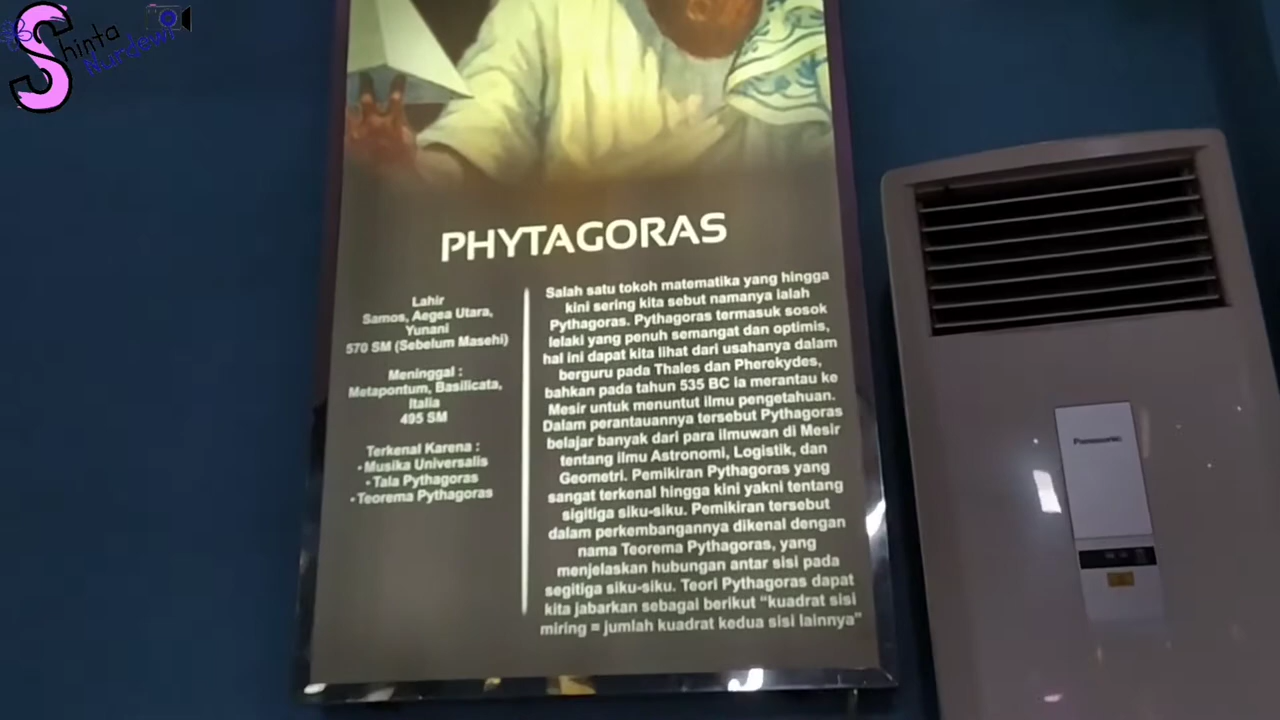 Shinta
Nurdewi
PHYTAGORAS
Lahir
Samos, Aegea Utara,
Yunani
570 SM (Sebelum Masehi)
Meninggal :
Metapontum, Basilicata,
Italia
495 SM
Terkenal Karena :
• Musika Universalis
• Tala Pythagoras
• Teorema Pythagoras
Salah satu tokoh matematika yang hingga
kini sering kita sebut namanya ialah
Pythagoras. Pythagoras termasuk sosok
lelaki yang penuh semangat dan optimis,
hal ini dapat kita lihat dari usahanya dalam
berguru pada Thales dan Pherekydes,
bahkan pada tahun 535 BC ia merantau ke
Mesir untuk menuntut ilmu pengetahuan.
Dalam perantauannya tersebut Pythagoras
belajar banyak dari para ilmuwan di Mesir
tentang ilmu Astronomi, Logistik, dan
Geometri. Pemikiran Pythagoras yang
sangat terkenal hingga kini yakni tentang
sigitiga siku-siku. Pemikiran tersebut
dalam perkembangannya dikenal dengan
nama Teorema Pythagoras, yang
menjelaskan hubungan antar sisi pada
segitiga siku-siku. Teori Pythagoras dapat
kita jabarkan sebagai berikut “kuadrat sisi
miring = jumlah kuadrat kedua sisi lainnya”
Panasonic